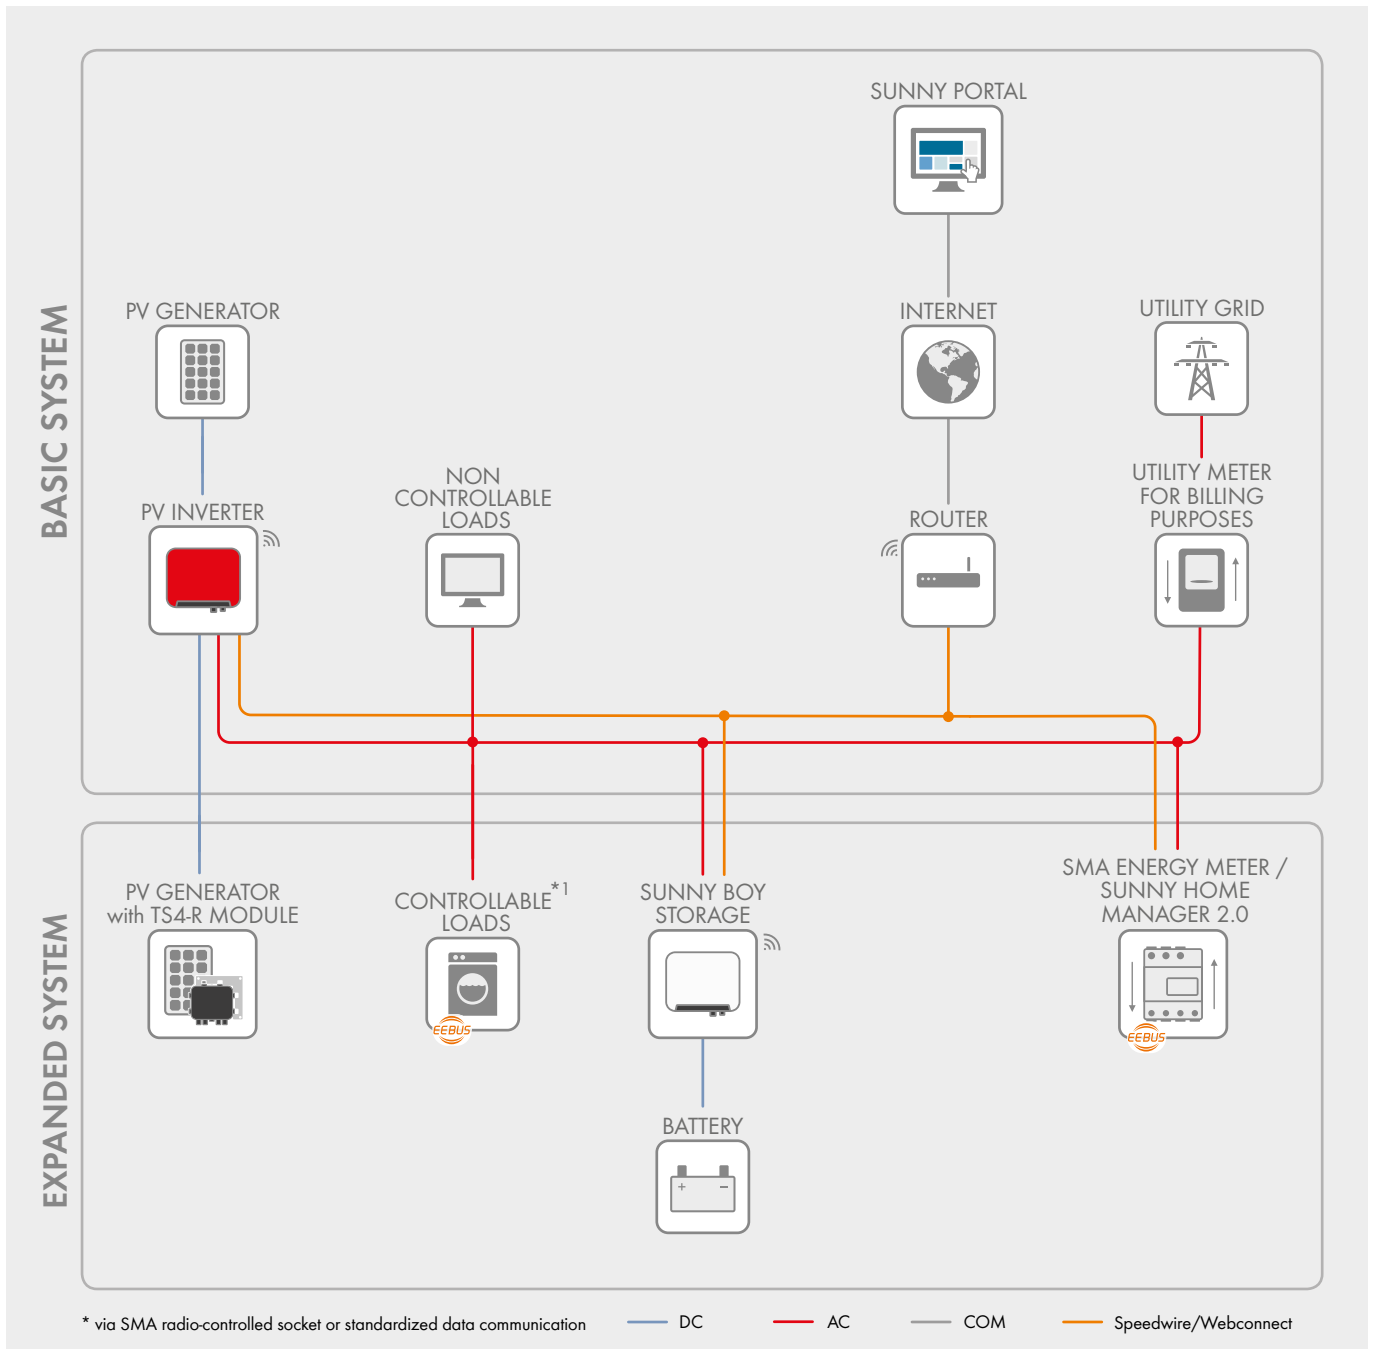 BASIC SYSTEM
SUNNY PORTAL
PV GENERATOR
INTERNET
UTILITY GRID
NON
CONTROLLABLE
LOADS
UTILITY METER
FOR BILLING
PURPOSES
PV INVERTER
ROUTER
EXPANDED SYSTEM
PV GENERATOR
with TS4-R MODULE
CONTROLLABLE*1
LOADS
SUNNY BOY
STORAGE
SMA ENERGY METER /
SUNNY HOME
MANAGER 2.0
EEBUS
EEBUS
BATTERY
+ −
* via SMA radio-controlled socket or standardized data communication
DC
AC
COM
Speedwire/Webconnect